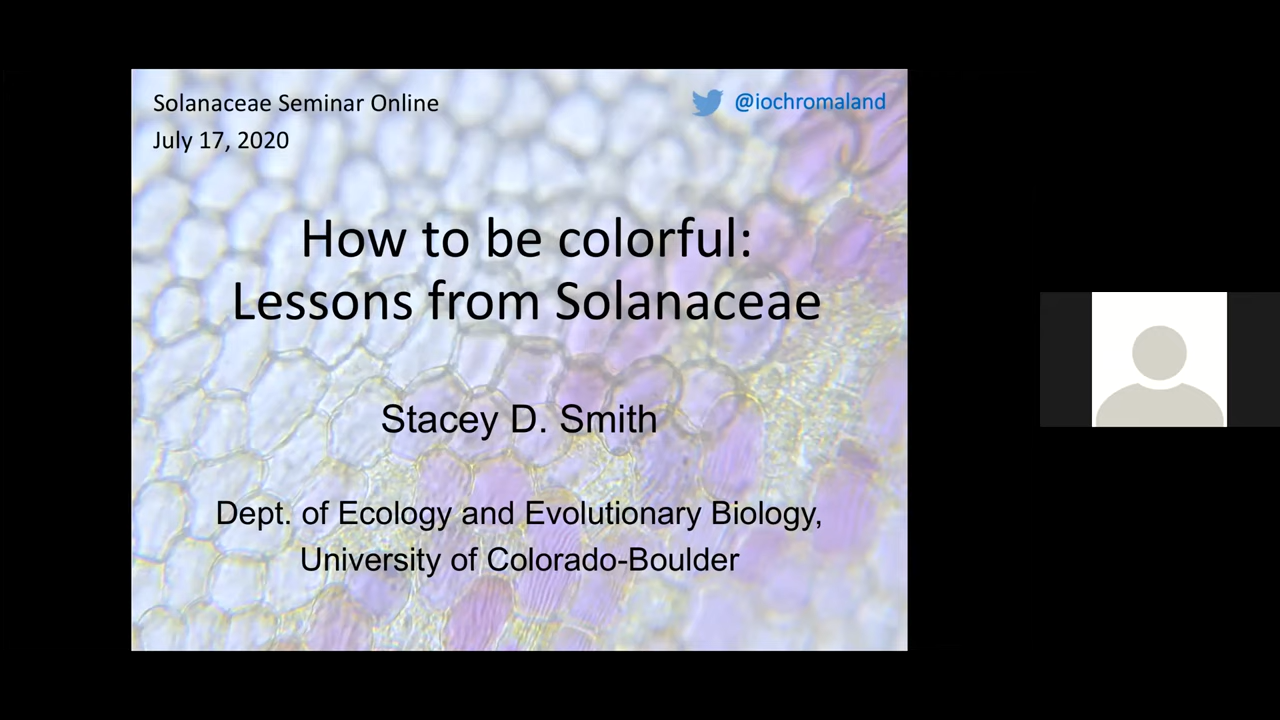 Solanaceae Seminar Online
@iochromaland
July 17, 2020
How to be colorful:
Lessons from Solanaceae
Stacey D. Smith
Dept. of Ecology and Evolutionary Biology,
University of Colorado-Boulder